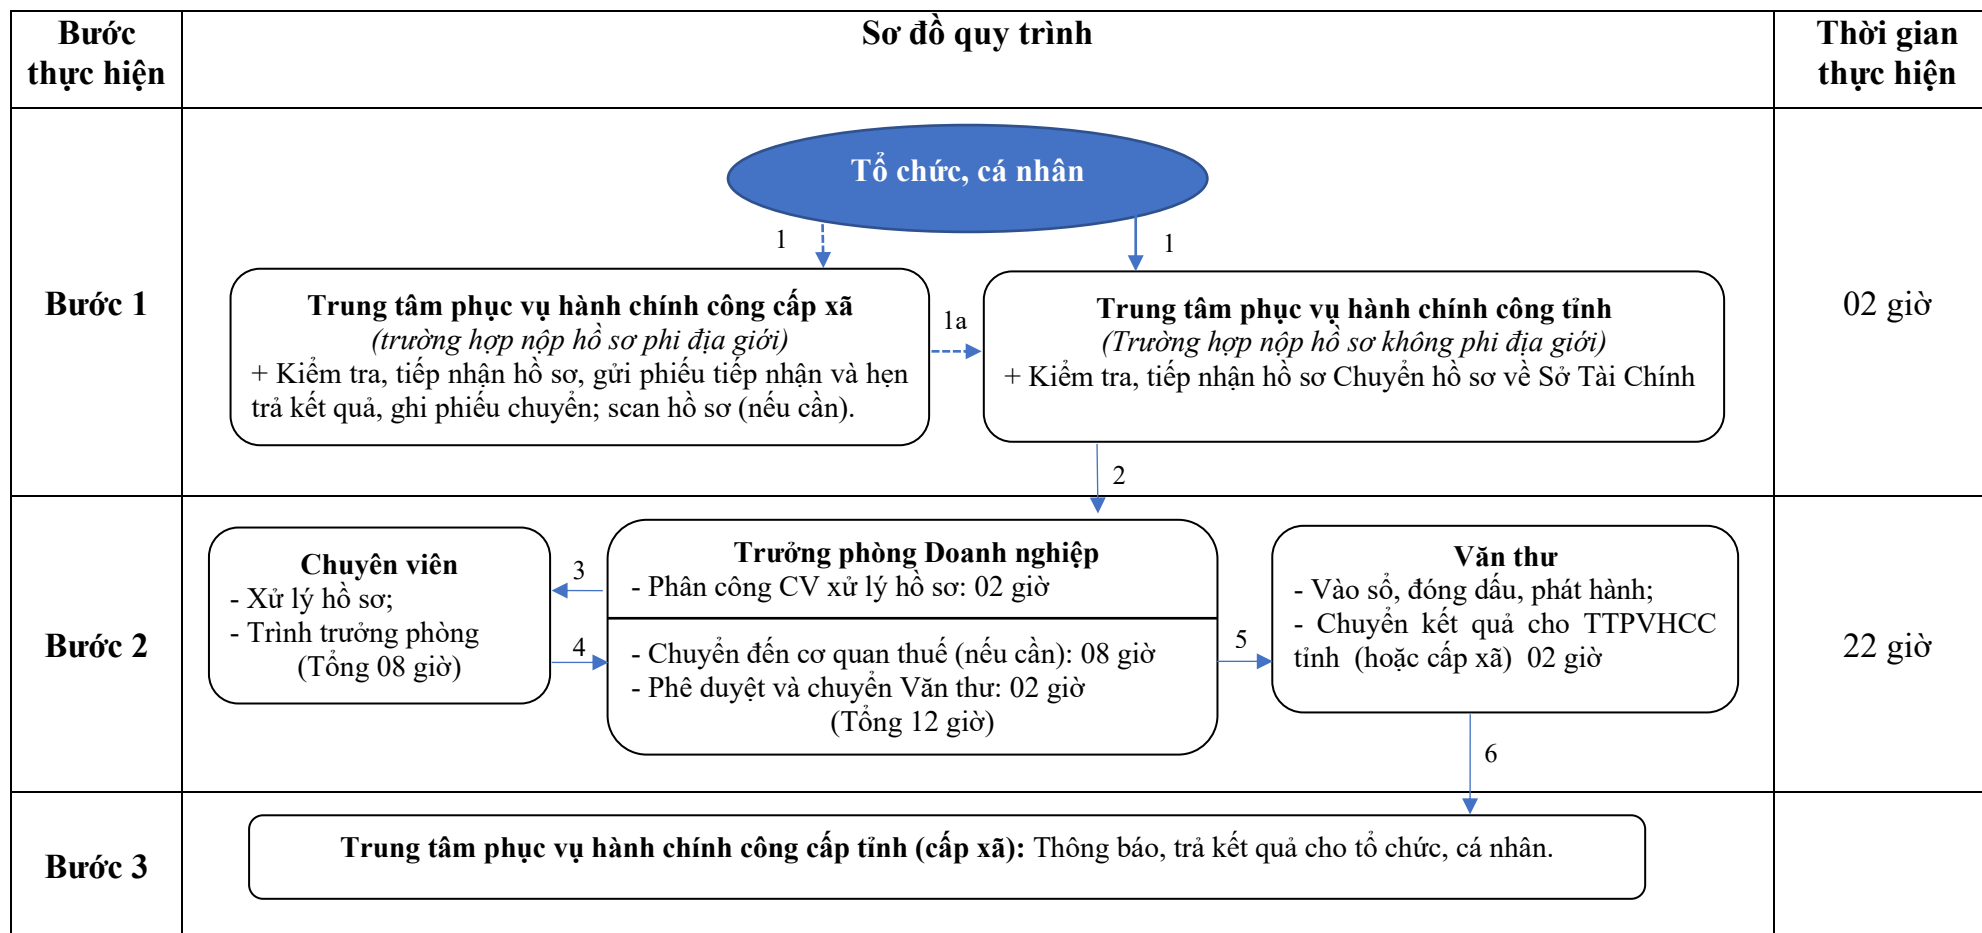 Bước
thực hiện
Sơ đồ quy trình
Thời gian
thực hiện
Bước 1
Tổ chức, cá nhân
1
1
Trung tâm phục vụ hành chính công cấp xã
(trường hợp nộp hồ sơ phi địa giới)
+ Kiểm tra, tiếp nhận hồ sơ, gửi phiếu tiếp nhận và hẹn
trả kết quả, ghi phiếu chuyển; scan hồ sơ (nếu cần).
1a
Trung tâm phục vụ hành chính công tỉnh
(Trường hợp nộp hồ sơ không phi địa giới)
+ Kiểm tra, tiếp nhận hồ sơ Chuyển hồ sơ về Sở Tài Chính
02 giờ
2
Bước 2
Chuyên viên
- Xử lý hồ sơ;
- Trình trưởng phòng
(Tổng 08 giờ)
3
4
Trưởng phòng Doanh nghiệp
- Phân công CV xử lý hồ sơ: 02 giờ
- Chuyển đến cơ quan thuế (nếu cần): 08 giờ
- Phê duyệt và chuyển Văn thư: 02 giờ
(Tổng 12 giờ)
5
Văn thư
- Vào sổ, đóng dấu, phát hành;
- Chuyển kết quả cho TTPVHCC
tỉnh (hoặc cấp xã) 02 giờ
22 giờ
6
Bước 3
Trung tâm phục vụ hành chính công cấp tỉnh (cấp xã): Thông báo, trả kết quả cho tổ chức, cá nhân.